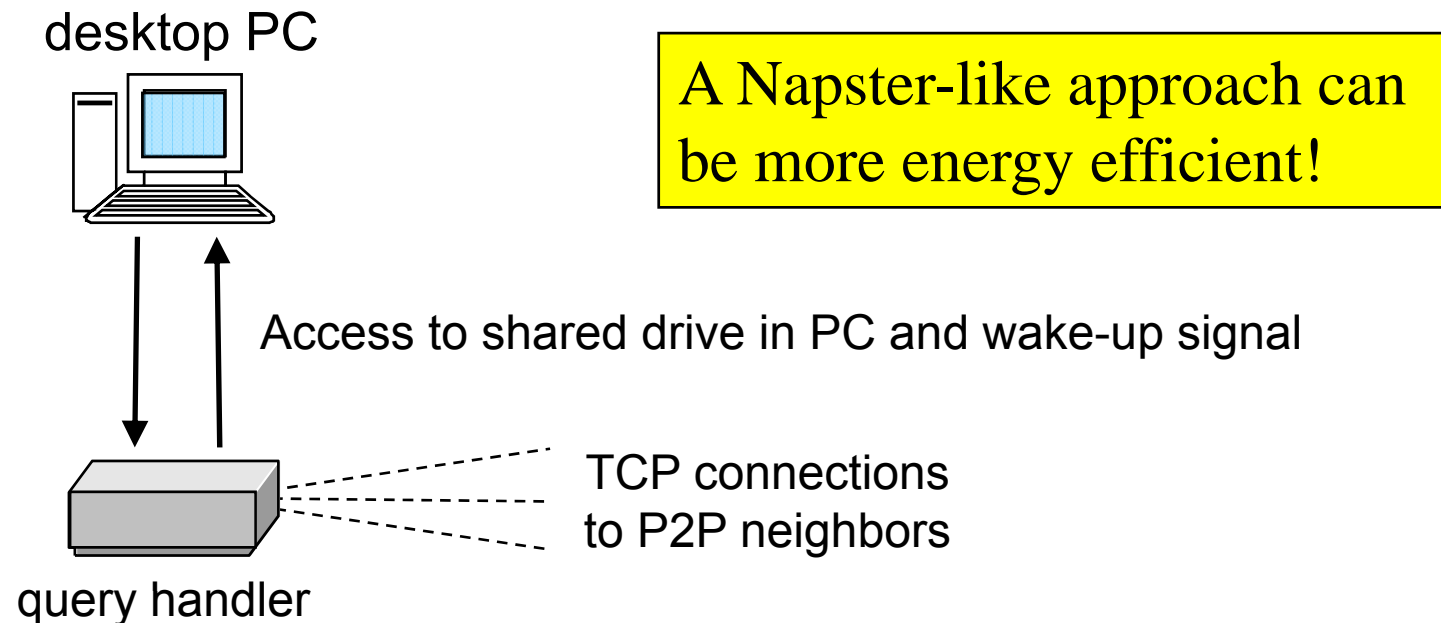 desktop PC
A Napster-like approach can
be more energy efficient!
Access to shared drive in PC and wake-up signal
TCP connections
to P2P neighbors
query handler